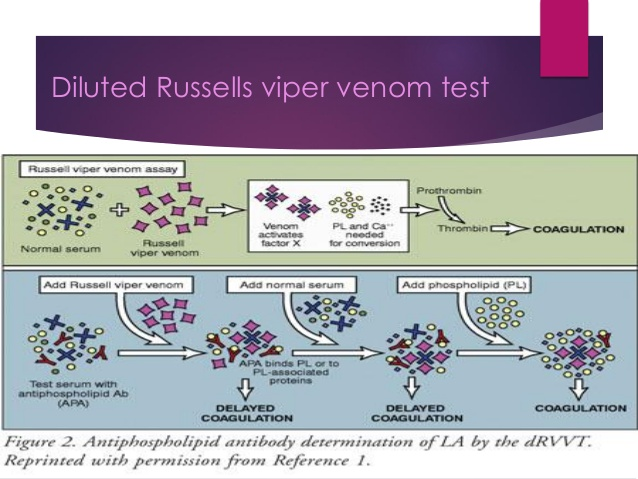 Diluted Russells viper venom test
Russell viper venom assay
Normal serum
Russell
viper venom
Venom
activates
factor X
PL and Ca++
needed
for conversion
Prothrombin
Thrombin
COAGULATION
Add Russell viper venom
Add normal serum
Add phospholipid (PL)
Test serum with
antiphospholipid Ab
(APA)
APA binds PL or to
PL-associated
proteins
DELAYED
COAGULATION
DELAYED
COAGULATION
COAGULATION
Figure 2. Antiphospholipid antibody determination of LA by the dRVVT.
Reprinted with permission from Reference 1.